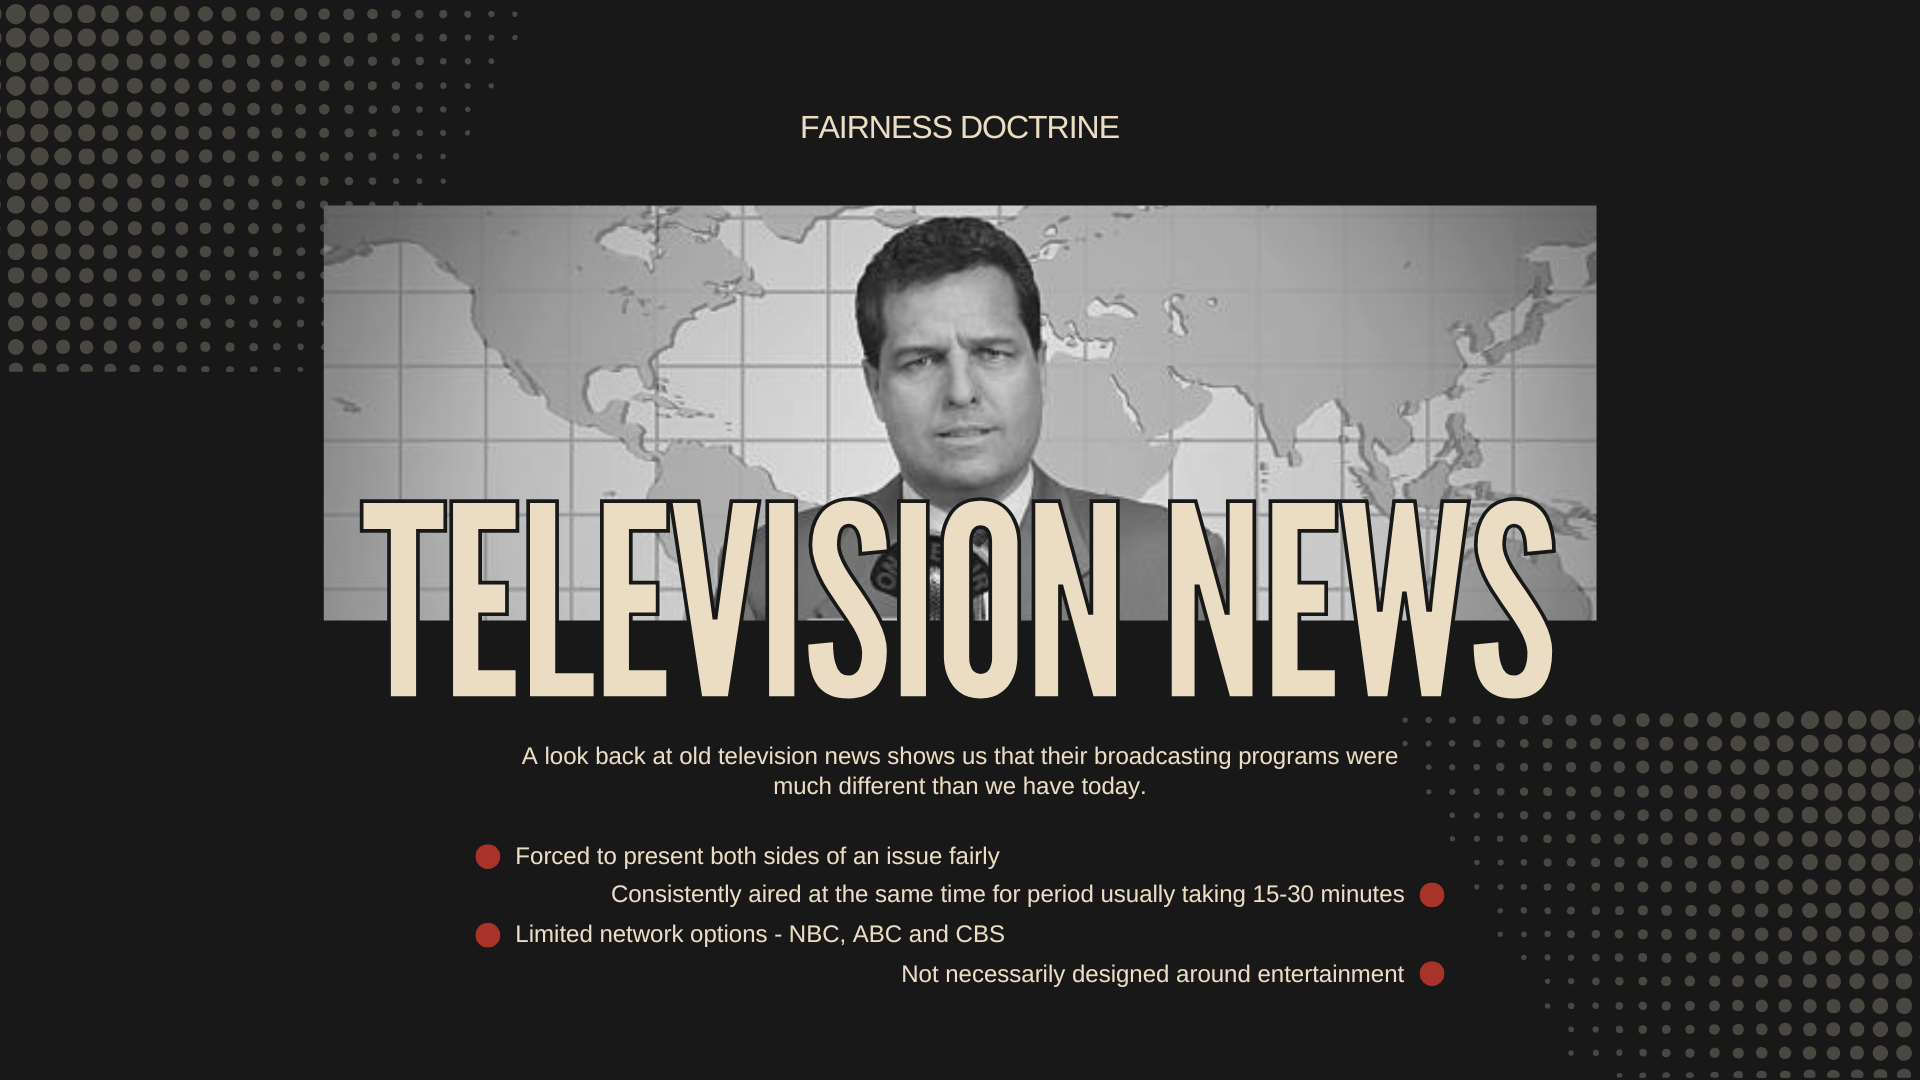 FAIRNESS DOCTRINE
TELEVISION NEWS
A look back at old television news shows us that their broadcasting programs were
much different than we have today.
Forced to present both sides of an issue fairly
Consistently aired at the same time for period usually taking 15-30 minutes
Limited network options - NBC, ABC and CBS
Not necessarily designed around entertainment